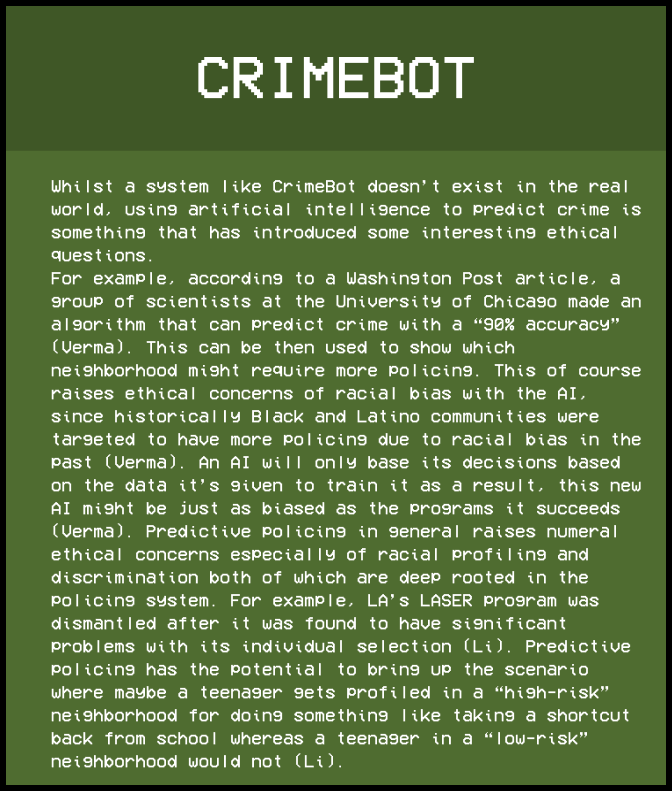 CRIMEBOT
Whilst a system like CrimeBot doesn't exist in the real
world, using artificial intelligence to predict crime is
something that has introduced some interesting ethical
questions.
For example, according to a Washington Post article, a
group of scientists at the University of Chicago made an
algorithm that can predict crime with a “90% accuracy”
(Verma). This can be then used to show which
neighborhood might require more policing. This of course
raises ethical concerns of racial bias with the AI,
since historically Black and Latino communities were
targeted to have more policing due to racial bias in the
past (Verma). An AI will only base its decisions based
on the data it's given to train it as a result, this new
AI might be just as biased as the programs it succeeds
(Verma). Predictive policing in general raises numeral
ethical concerns especially of racial profiling and
discrimination both of which are deep rooted in the
policing system. For example, LA's LASER program was
dismantled after it was found to have significant
problems with its individual selection (Li). Predictive
policing has the potential to bring up the scenario
where maybe a teenager gets profiled in a “high-risk”
neighborhood for doing something like taking a shortcut
back from school whereas a teenager in a “low-risk”
neighborhood would not (Li).